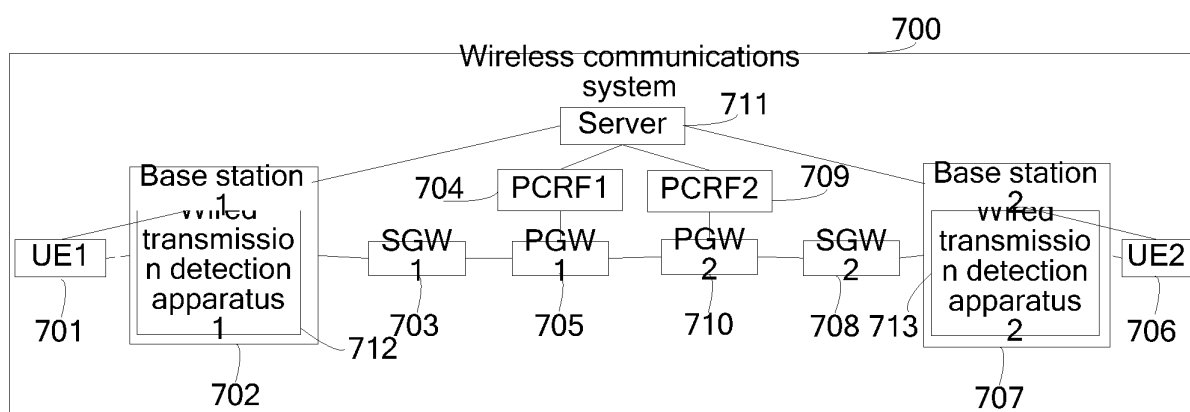 700
Wireless communications
system
711
Server
Base station
1
Wired
transmissio
n detection
apparatus
1
704
PCRF1
PCRF2
709
Base station
2
Wired
transmissio
n detection
apparatus
2
UE1
SGW
1
PGW
1
PGW
2
SGW
2
UE2
701
703
705
710
708
713
706
712
702
707